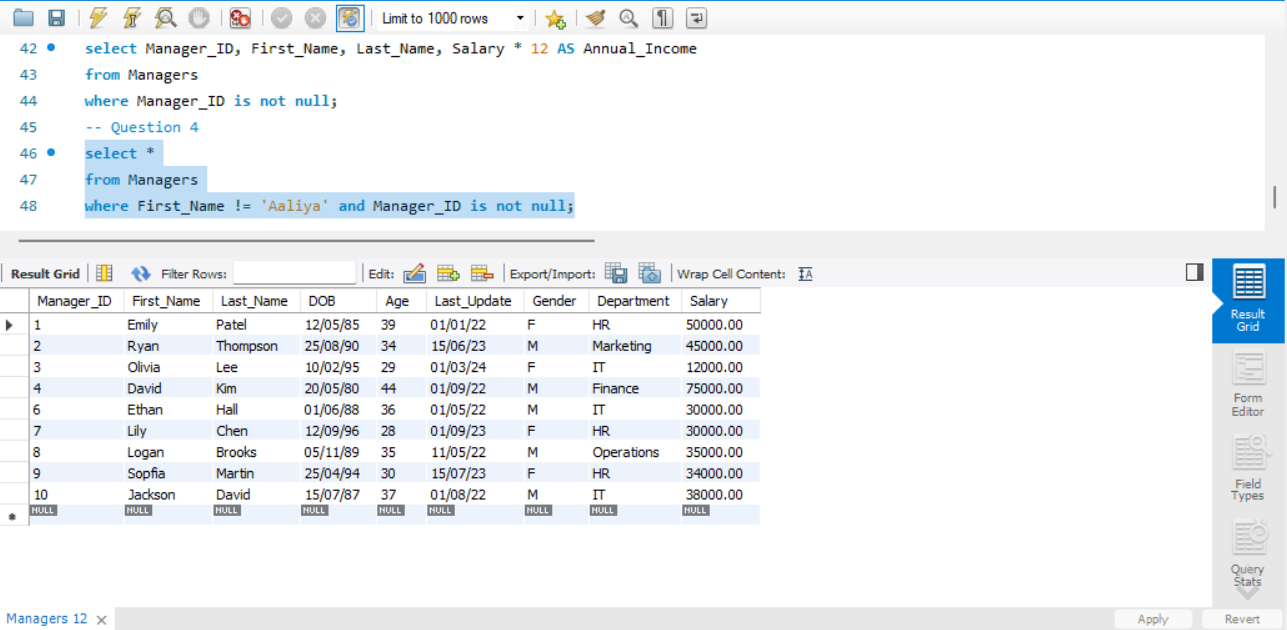 Limit to 1000 rows
42 select Manager_ID, First_Name, Last_Name, Salary * 12 AS Annual_Income
43 from Managers
44 where Manager_ID is not null;
45 -- Question 4
46 select *
47 from Managers
48 where First_Name != 'Aaliya' and Manager_ID is not null;
Result Grid Filter Rows: Edit: Export/Import: Wrap Cell Content:
Manager_ID First_Name Last_Name DOB Age Last_Update Gender Department Salary
1 Emily Patel 12/05/85 39 01/01/22 F HR 50000.00
2 Ryan Thompson 25/08/90 34 15/06/23 M Marketing 45000.00
3 Olivia Lee 10/02/95 29 01/03/24 F IT 12000.00
4 David Kim 20/05/80 44 01/09/22 M Finance 75000.00
6 Ethan Hall 01/06/88 36 01/05/22 M IT 30000.00
7 Lily Chen 12/09/96 28 01/09/23 F HR 30000.00
8 Logan Brooks 05/11/89 35 11/05/22 M Operations 35000.00
9 Sopfia Martin 25/04/94 30 15/07/23 F HR 34000.00
10 Jackson David 15/07/87 37 01/08/22 M IT 38000.00
NULL NULL NULL NULL NULL NULL NULL NULL NULL
Result
Grid
Form
Editor
Field
Types
Query
Stats
Managers 12
Apply Revert